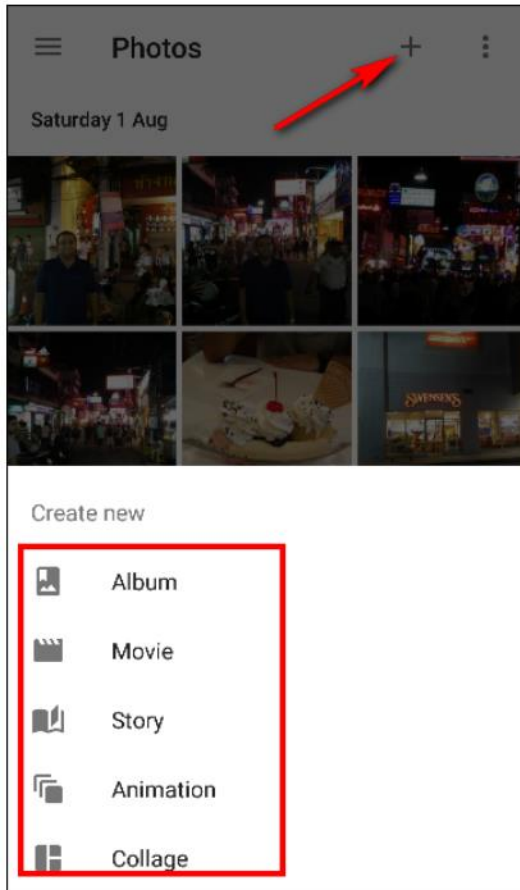 Photos
Saturday 1 Aug
SWENSEN'S
Create new
Album
Movie
Story
Animation
Collage